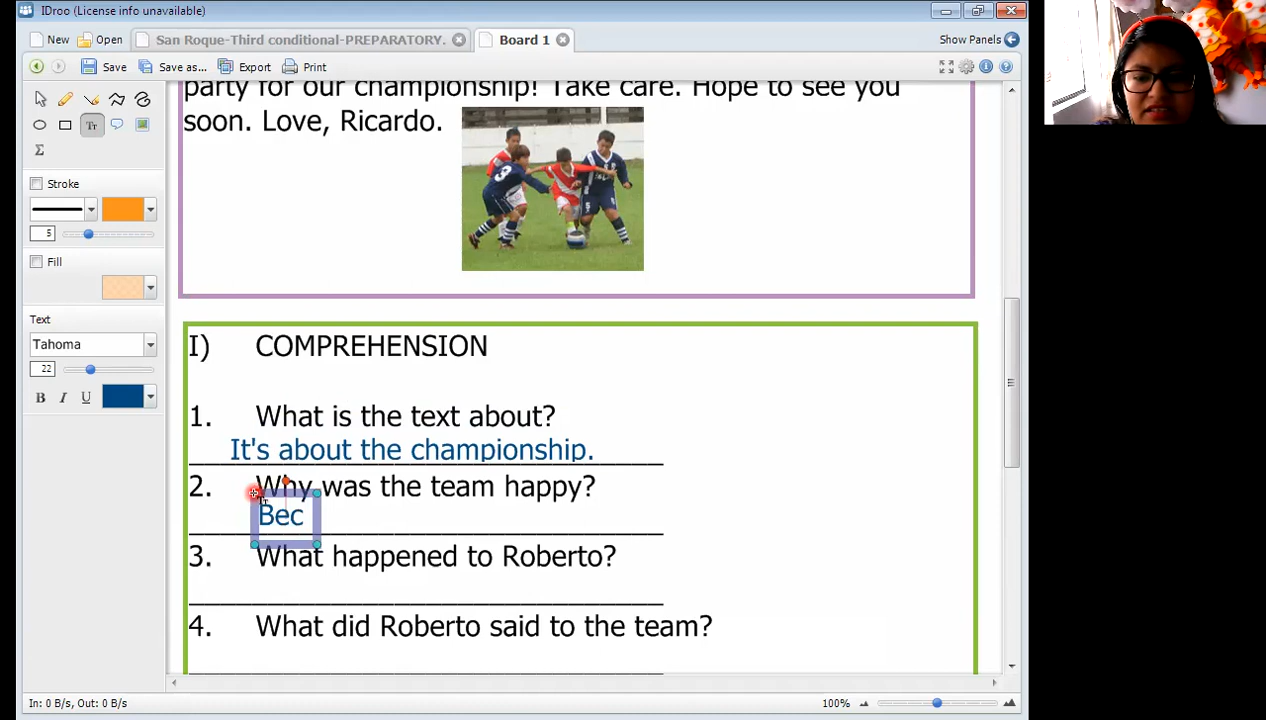 IDroo (License info unavailable)
New Open San Roque-Third conditional-PREPARATORY. Board 1 Show Panels
Save Save as... Export Print
party for our championship! Take care. Hope to see you
soon. Love, Ricardo.
Tr
Σ
Stroke
5
Fill
Text
Tahoma
22
B I U
I) COMPREHENSION
1. What is the text about?
It's about the championship.
2. Why was the team happy?
Bec
3. What happened to Roberto?
4. What did Roberto said to the team?
In: 0 B/s, Out: 0 B/s 100%